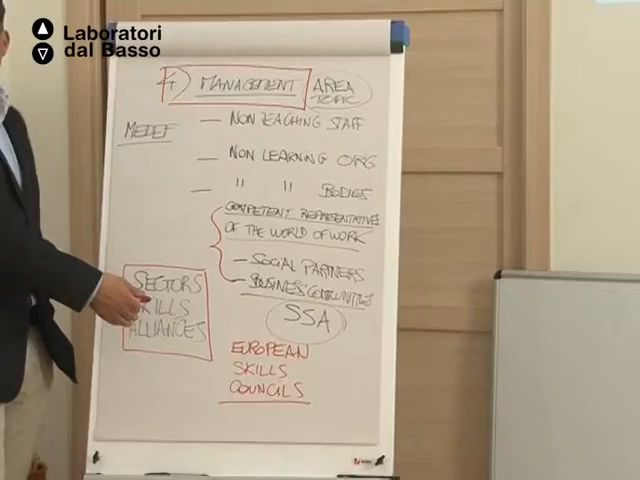 Laboratori
dal Basso
MANAGEMENT
AREA
TOPIC
MEDEF
— NON TEACHING STAFF
— NON LEARNING ORG
— " " BODIES
COMPETENT REPRESENTATIVES
OF THE WORLD OF WORK
— SOCIAL PARTNERS
— BUSINESS COMMUNITIES
SSA
SECTORS
SKILLS
ALLIANCES
EUROPEAN
SKILLS
COUNCILS